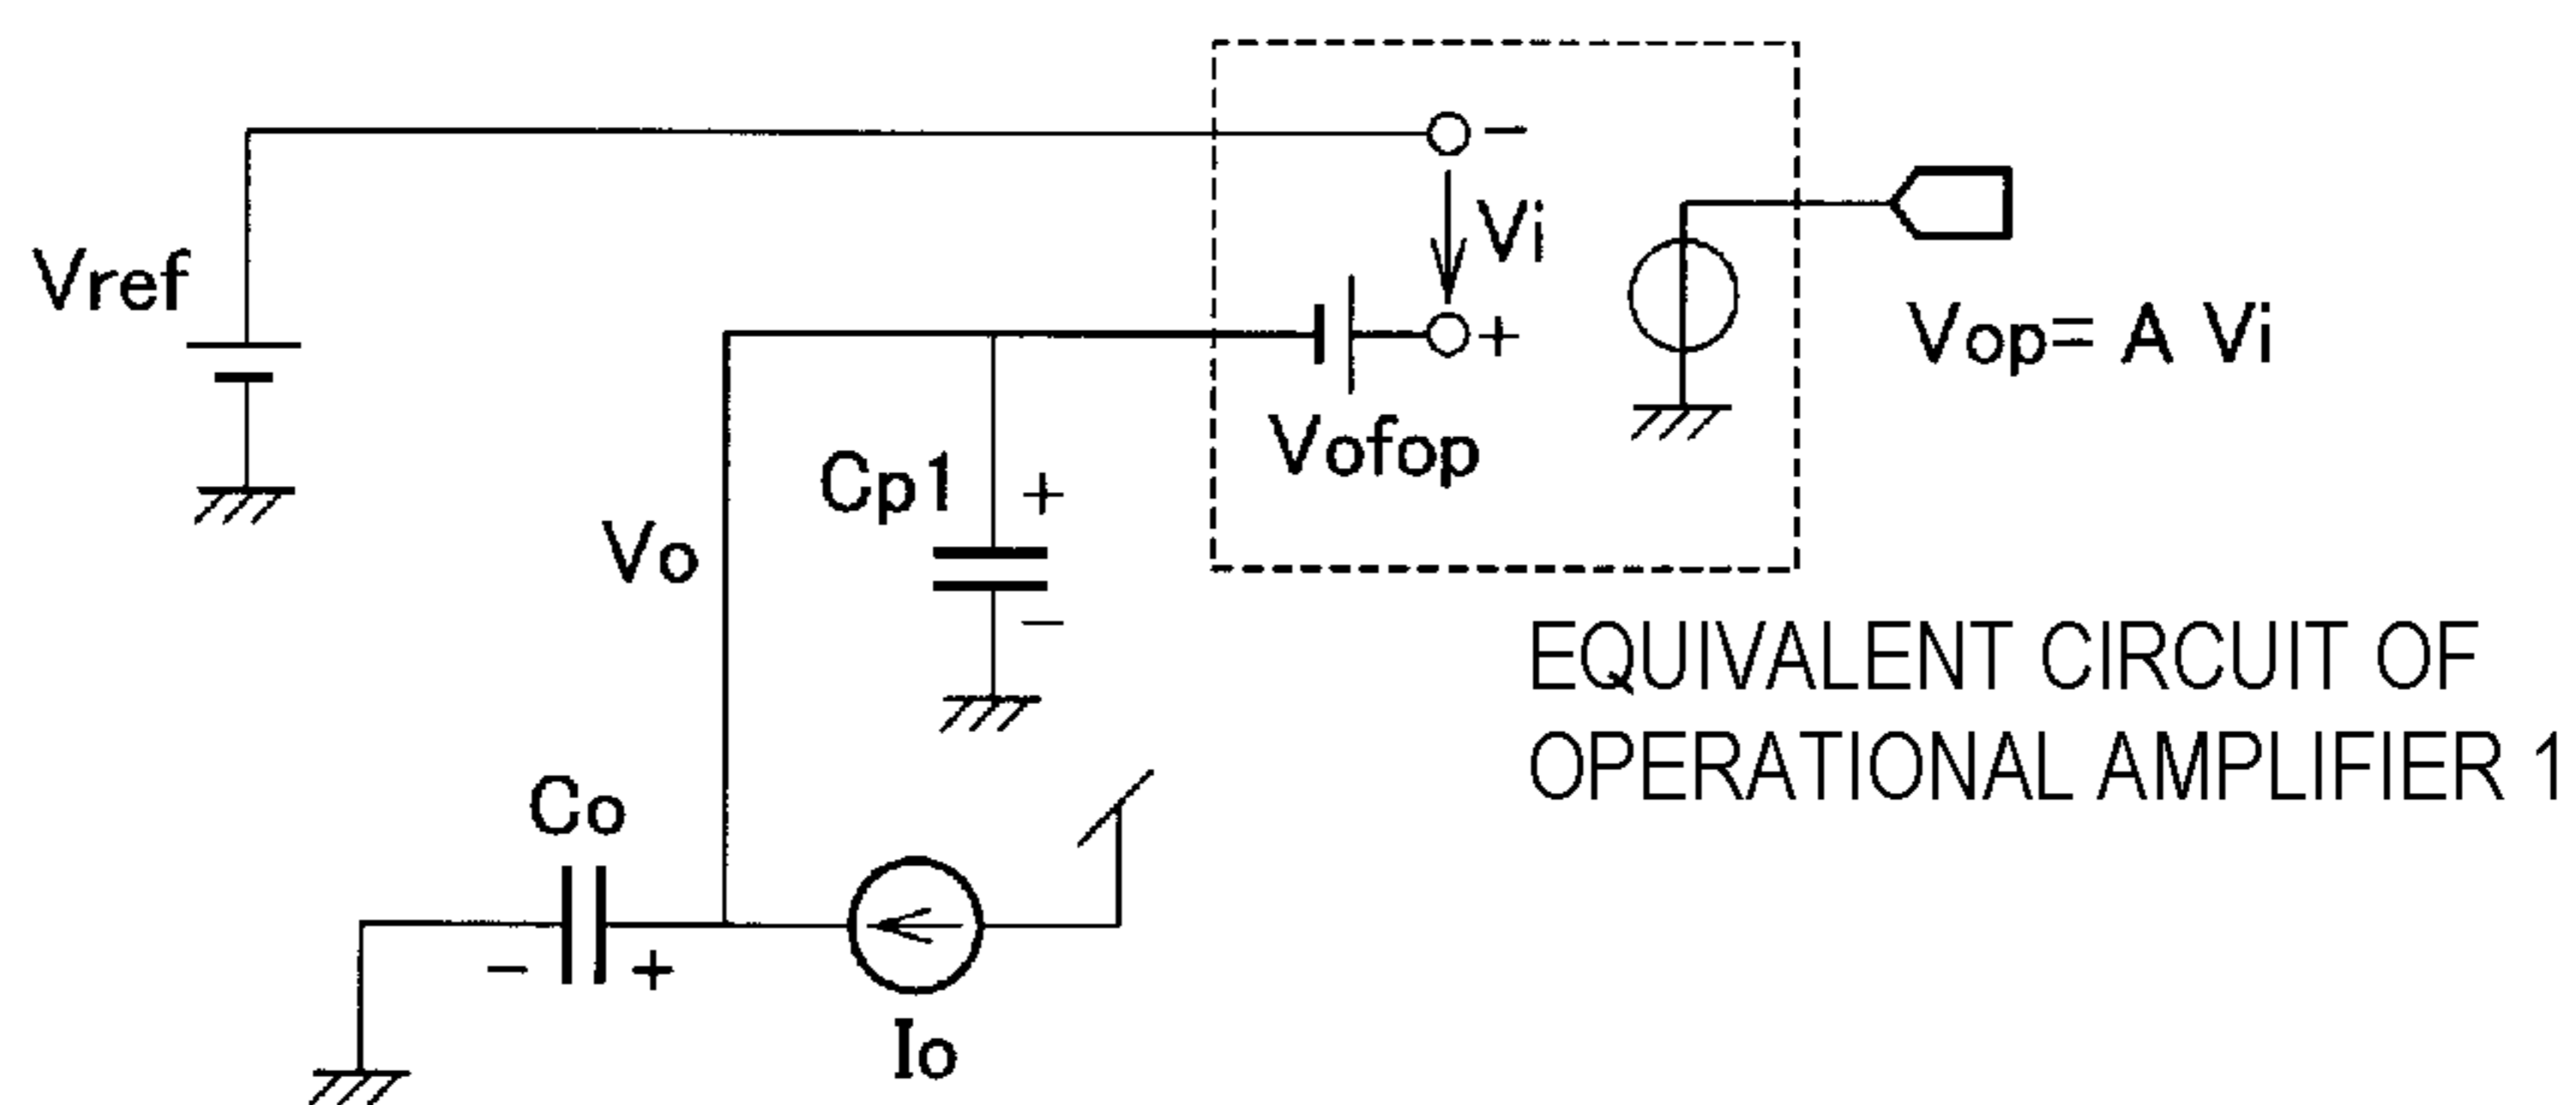 −
Vi
Vref
+
Vop= A Vi
Vofop
Cp1
+
Vo
−
EQUIVALENT CIRCUIT OF
OPERATIONAL AMPLIFIER 1
Co
− +
Io